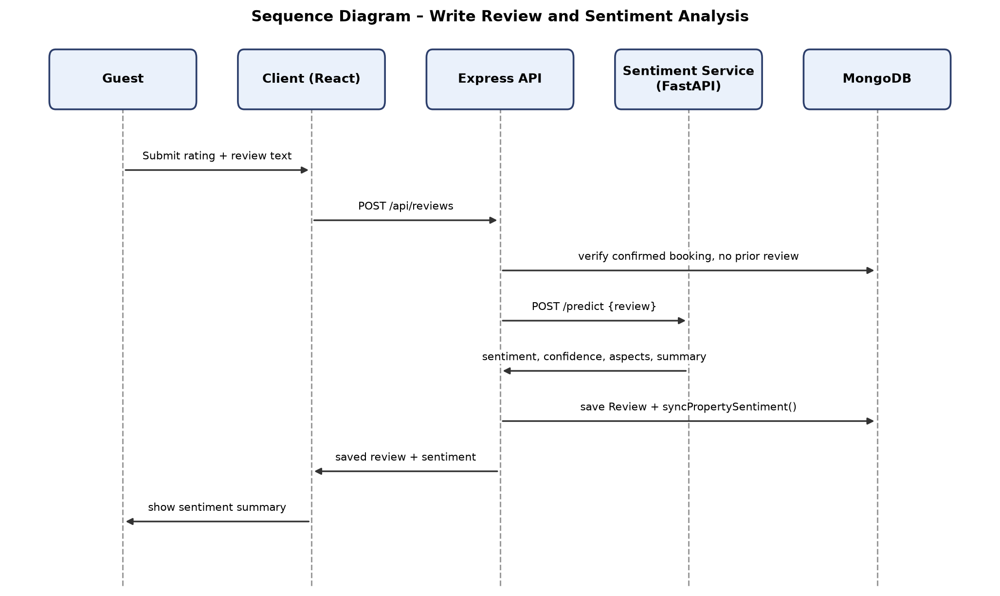 Sequence Diagram – Write Review and Sentiment Analysis
Guest
Client (React)
Express API
Sentiment Service
(FastAPI)
MongoDB
Submit rating + review text
POST /api/reviews
verify confirmed booking, no prior review
POST /predict {review}
sentiment, confidence, aspects, summary
save Review + syncPropertySentiment()
saved review + sentiment
show sentiment summary